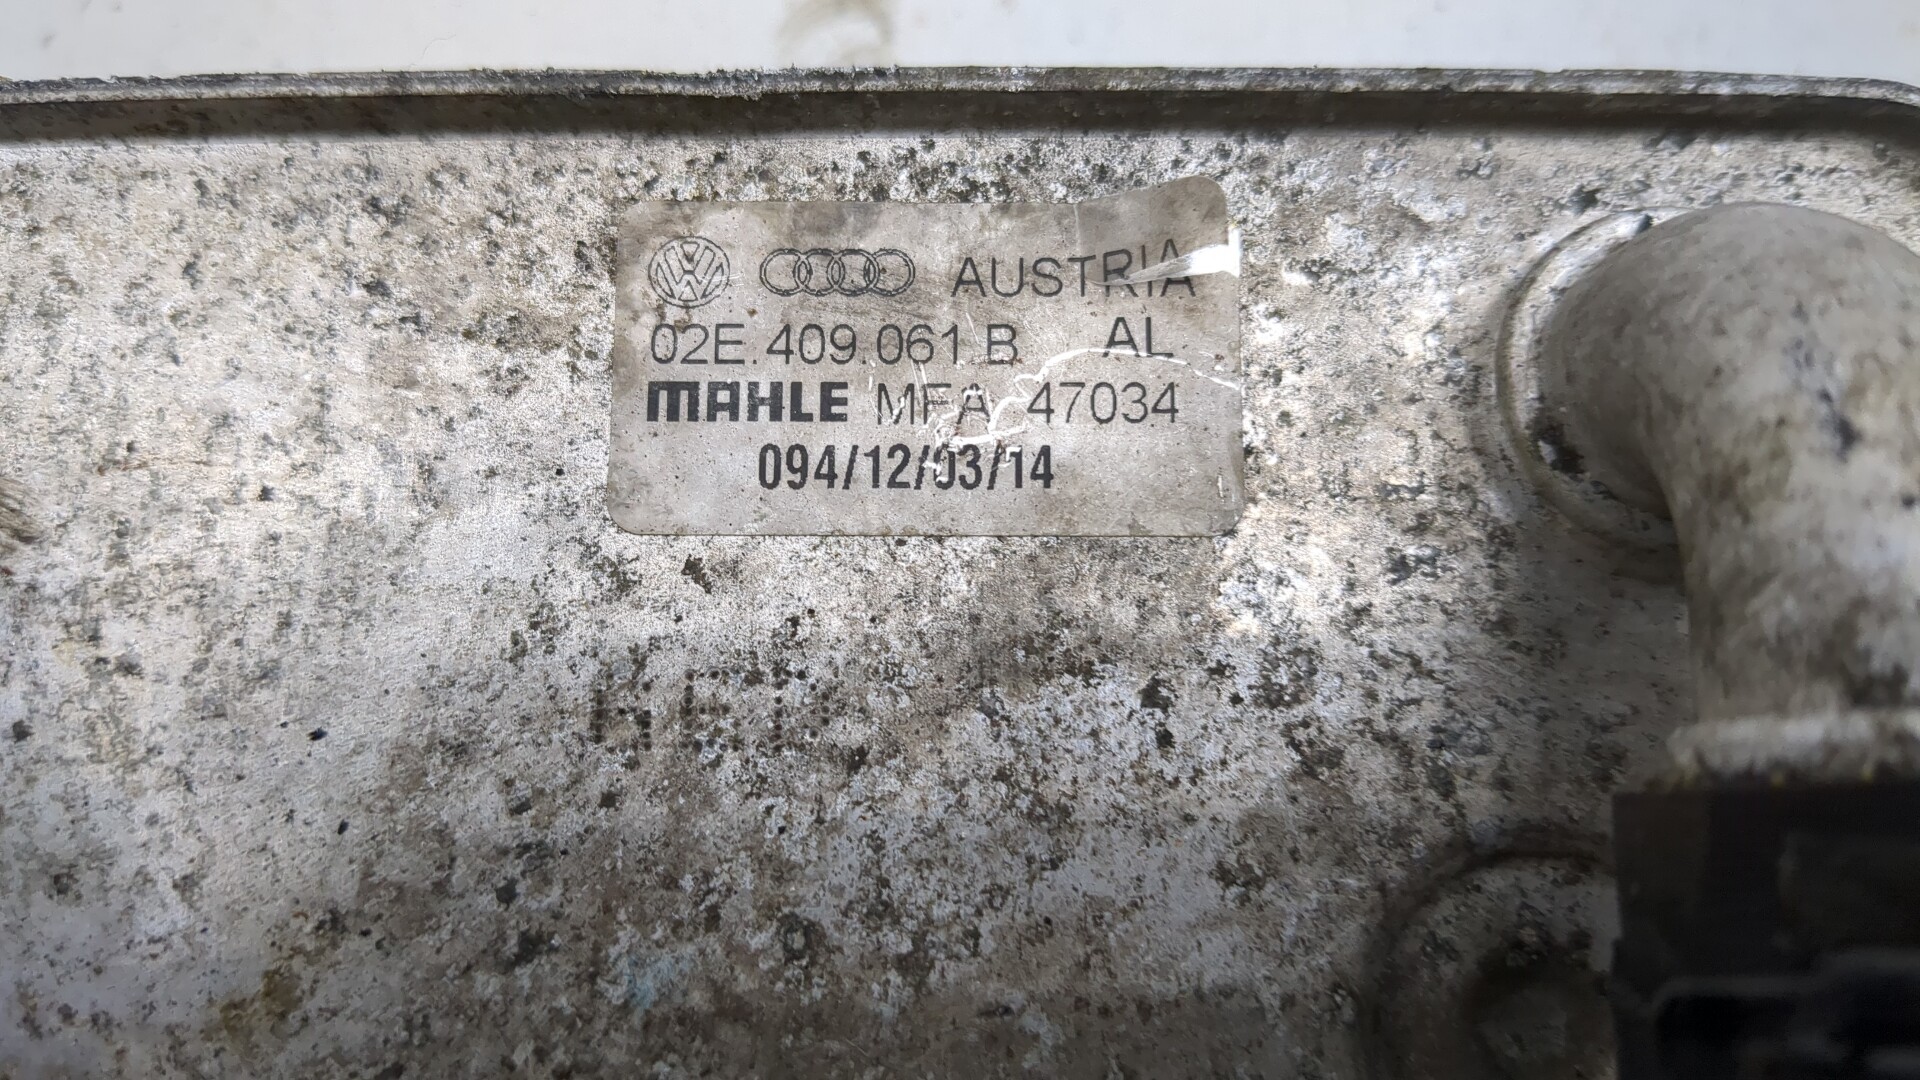 AUSTRIA
02E.409.061 B AL
MAHLE MFA 47034
094/12/03/14